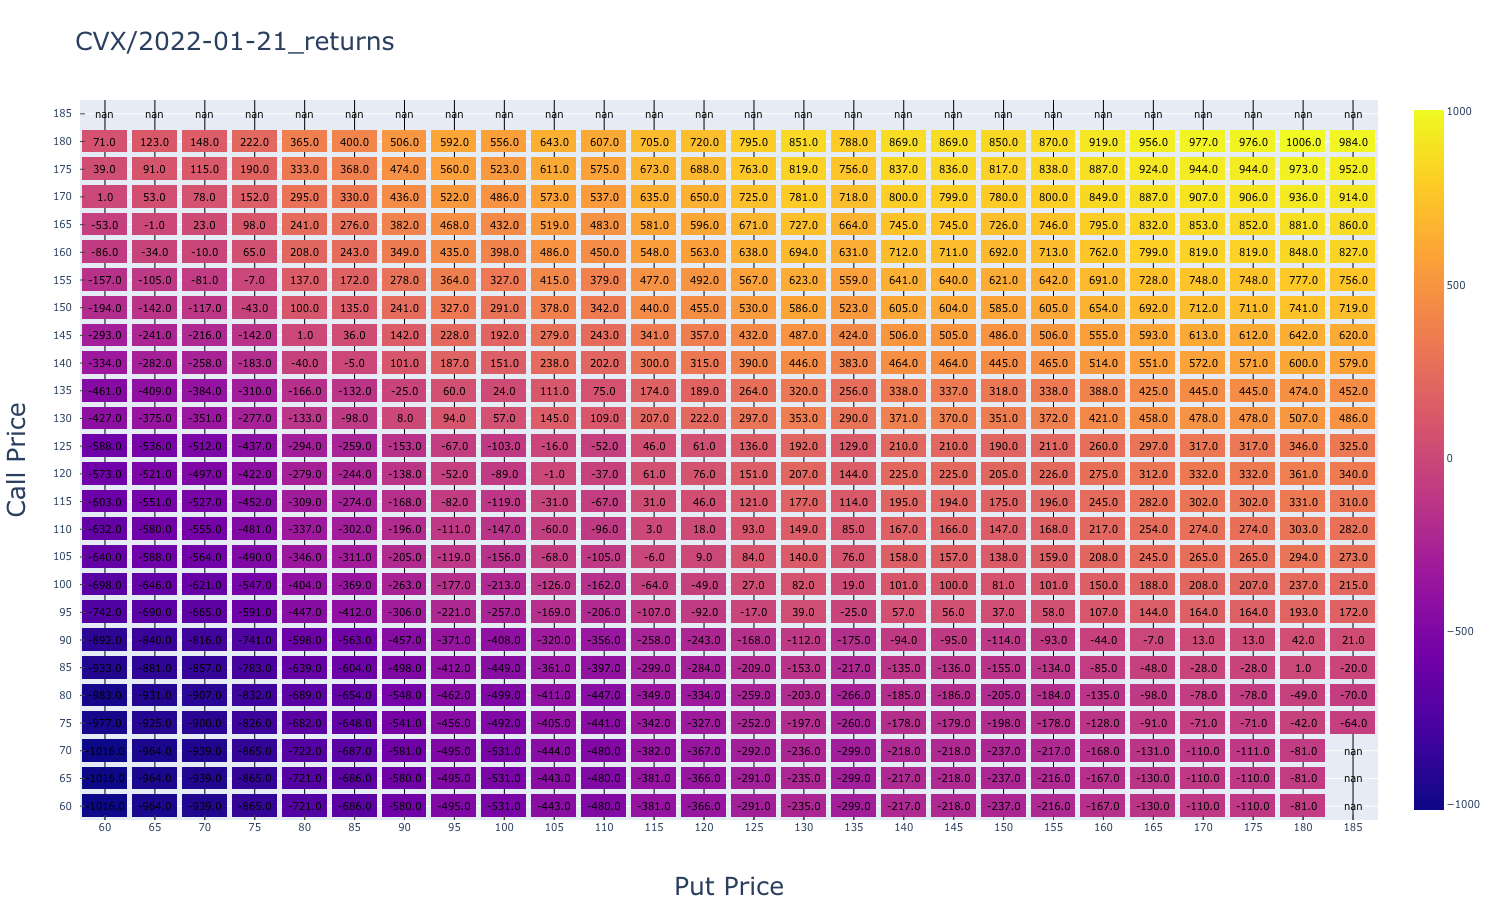 CVX/2022-01-21_returns
185 nan nan nan nan nan nan nan nan nan nan nan nan nan nan nan nan nan nan nan nan nan nan nan nan nan nan
180 71.0 123.0 148.0 222.0 365.0 400.0 506.0 592.0 556.0 643.0 607.0 705.0 720.0 795.0 851.0 788.0 869.0 869.0 850.0 870.0 919.0 956.0 977.0 976.0 1006.0 984.0
175 39.0 91.0 115.0 190.0 333.0 368.0 474.0 560.0 523.0 611.0 575.0 673.0 688.0 763.0 819.0 756.0 837.0 836.0 817.0 838.0 887.0 924.0 944.0 944.0 973.0 952.0
170 1.0 53.0 78.0 152.0 295.0 330.0 436.0 522.0 486.0 573.0 537.0 635.0 650.0 725.0 781.0 718.0 800.0 799.0 780.0 800.0 849.0 887.0 907.0 906.0 936.0 914.0
165 -53.0 -1.0 23.0 98.0 241.0 276.0 382.0 468.0 432.0 519.0 483.0 581.0 596.0 671.0 727.0 664.0 745.0 745.0 726.0 746.0 795.0 832.0 853.0 852.0 881.0 860.0
160 -86.0 -34.0 -10.0 65.0 208.0 243.0 349.0 435.0 398.0 486.0 450.0 548.0 563.0 638.0 694.0 631.0 712.0 711.0 692.0 713.0 762.0 799.0 819.0 819.0 848.0 827.0
155 -157.0 -105.0 -81.0 -7.0 137.0 172.0 278.0 364.0 327.0 415.0 379.0 477.0 492.0 567.0 623.0 559.0 641.0 640.0 621.0 642.0 691.0 728.0 748.0 748.0 777.0 756.0
150 -194.0 -142.0 -117.0 -43.0 100.0 135.0 241.0 327.0 291.0 378.0 342.0 440.0 455.0 530.0 586.0 523.0 605.0 604.0 585.0 605.0 654.0 692.0 712.0 711.0 741.0 719.0
145 -293.0 -241.0 -216.0 -142.0 1.0 36.0 142.0 228.0 192.0 279.0 243.0 341.0 357.0 432.0 487.0 424.0 506.0 505.0 486.0 506.0 555.0 593.0 613.0 612.0 642.0 620.0
140 -334.0 -282.0 -258.0 -183.0 -40.0 -5.0 101.0 187.0 151.0 238.0 202.0 300.0 315.0 390.0 446.0 383.0 464.0 464.0 445.0 465.0 514.0 551.0 572.0 571.0 600.0 579.0
135 -461.0 -409.0 -384.0 -310.0 -166.0 -132.0 -25.0 60.0 24.0 111.0 75.0 174.0 189.0 264.0 320.0 256.0 338.0 337.0 318.0 338.0 388.0 425.0 445.0 445.0 474.0 452.0
130 -427.0 -375.0 -351.0 -277.0 -133.0 -98.0 8.0 94.0 57.0 145.0 109.0 207.0 222.0 297.0 353.0 290.0 371.0 370.0 351.0 372.0 421.0 458.0 478.0 478.0 507.0 486.0
125 -588.0 -536.0 -512.0 -437.0 -294.0 -259.0 -153.0 -67.0 -103.0 -16.0 -52.0 46.0 61.0 136.0 192.0 129.0 210.0 210.0 190.0 211.0 260.0 297.0 317.0 317.0 346.0 325.0
120 -573.0 -521.0 -497.0 -422.0 -279.0 -244.0 -138.0 -52.0 -89.0 -1.0 -37.0 61.0 76.0 151.0 207.0 144.0 225.0 225.0 205.0 226.0 275.0 312.0 332.0 332.0 361.0 340.0
115 -603.0 -551.0 -527.0 -452.0 -309.0 -274.0 -168.0 -82.0 -119.0 -31.0 -67.0 31.0 46.0 121.0 177.0 114.0 195.0 194.0 175.0 196.0 245.0 282.0 302.0 302.0 331.0 310.0
110 -632.0 -580.0 -555.0 -481.0 -337.0 -302.0 -196.0 -111.0 -147.0 -60.0 -96.0 3.0 18.0 93.0 149.0 85.0 167.0 166.0 147.0 168.0 217.0 254.0 274.0 274.0 303.0 282.0
105 -640.0 -588.0 -564.0 -490.0 -346.0 -311.0 -205.0 -119.0 -156.0 -68.0 -105.0 -6.0 9.0 84.0 140.0 76.0 158.0 157.0 138.0 159.0 208.0 245.0 265.0 265.0 294.0 273.0
100 -698.0 -646.0 -621.0 -547.0 -404.0 -369.0 -263.0 -177.0 -213.0 -126.0 -162.0 -64.0 -49.0 27.0 82.0 19.0 101.0 100.0 81.0 101.0 150.0 188.0 208.0 207.0 237.0 215.0
95 -742.0 -690.0 -665.0 -591.0 -447.0 -412.0 -306.0 -221.0 -257.0 -169.0 -206.0 -107.0 -92.0 -17.0 39.0 -25.0 57.0 56.0 37.0 58.0 107.0 144.0 164.0 164.0 193.0 172.0
90 -892.0 -840.0 -816.0 -741.0 -598.0 -563.0 -457.0 -371.0 -408.0 -320.0 -356.0 -258.0 -243.0 -168.0 -112.0 -175.0 -94.0 -95.0 -114.0 -93.0 -44.0 -7.0 13.0 13.0 42.0 21.0
85 -933.0 -881.0 -857.0 -783.0 -639.0 -604.0 -498.0 -412.0 -449.0 -361.0 -397.0 -299.0 -284.0 -209.0 -153.0 -217.0 -135.0 -136.0 -155.0 -134.0 -85.0 -48.0 -28.0 -28.0 1.0 -20.0
80 -983.0 -931.0 -907.0 -832.0 -689.0 -654.0 -548.0 -462.0 -499.0 -411.0 -447.0 -349.0 -334.0 -259.0 -203.0 -266.0 -185.0 -186.0 -205.0 -184.0 -135.0 -98.0 -78.0 -78.0 -49.0 -70.0
75 -977.0 -925.0 -900.0 -826.0 -682.0 -648.0 -541.0 -456.0 -492.0 -405.0 -441.0 -342.0 -327.0 -252.0 -197.0 -260.0 -178.0 -179.0 -198.0 -178.0 -128.0 -91.0 -71.0 -71.0 -42.0 -64.0
70 -1016.0 -964.0 -939.0 -865.0 -722.0 -687.0 -581.0 -495.0 -531.0 -444.0 -480.0 -382.0 -367.0 -292.0 -236.0 -299.0 -218.0 -218.0 -237.0 -217.0 -168.0 -131.0 -110.0 -111.0 -81.0 nan
65 -1016.0 -964.0 -939.0 -865.0 -721.0 -686.0 -580.0 -495.0 -531.0 -443.0 -480.0 -381.0 -366.0 -291.0 -235.0 -299.0 -217.0 -218.0 -237.0 -216.0 -167.0 -130.0 -110.0 -110.0 -81.0 nan
60 -1016.0 -964.0 -939.0 -865.0 -721.0 -686.0 -580.0 -495.0 -531.0 -443.0 -480.0 -381.0 -366.0 -291.0 -235.0 -299.0 -217.0 -218.0 -237.0 -216.0 -167.0 -130.0 -110.0 -110.0 -81.0 nan
60 65 70 75 80 85 90 95 100 105 110 115 120 125 130 135 140 145 150 155 160 165 170 175 180 185
Put Price
Call Price
1000
500
0
−500
−1000